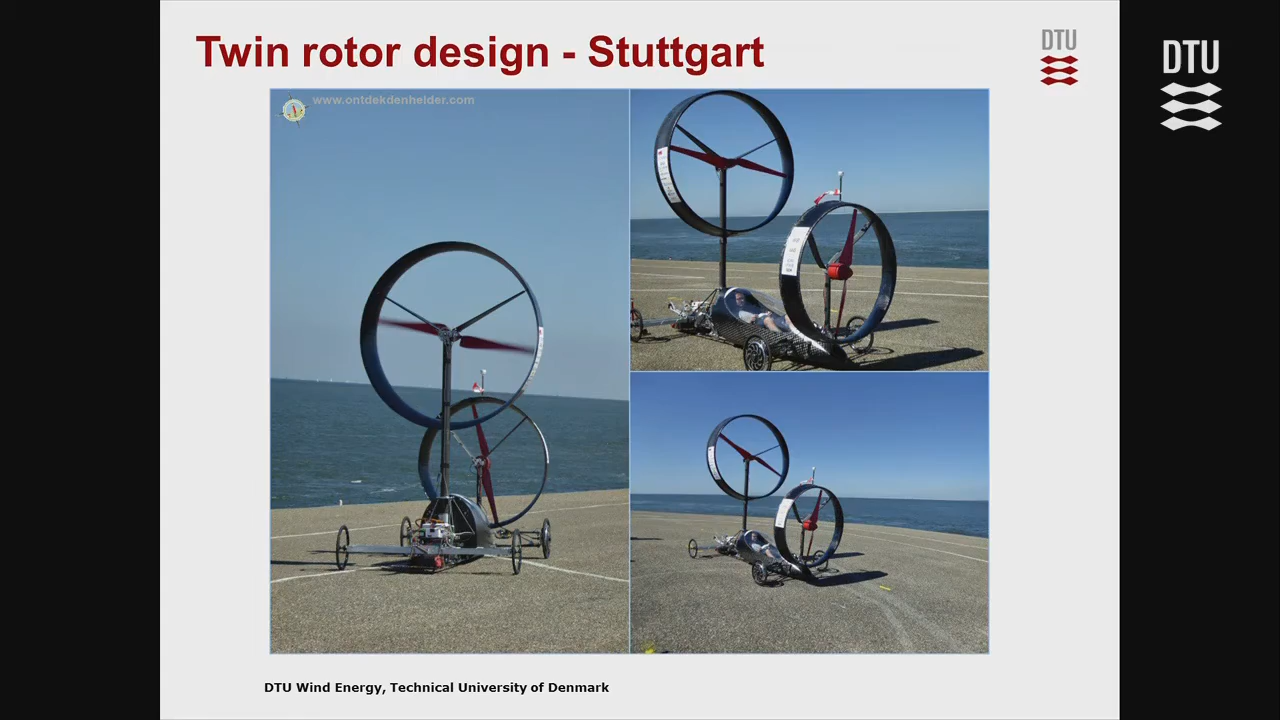 Twin rotor design - Stuttgart
DTU
DTU
www.ontdekdenhelder.com
DTU Wind Energy, Technical University of Denmark